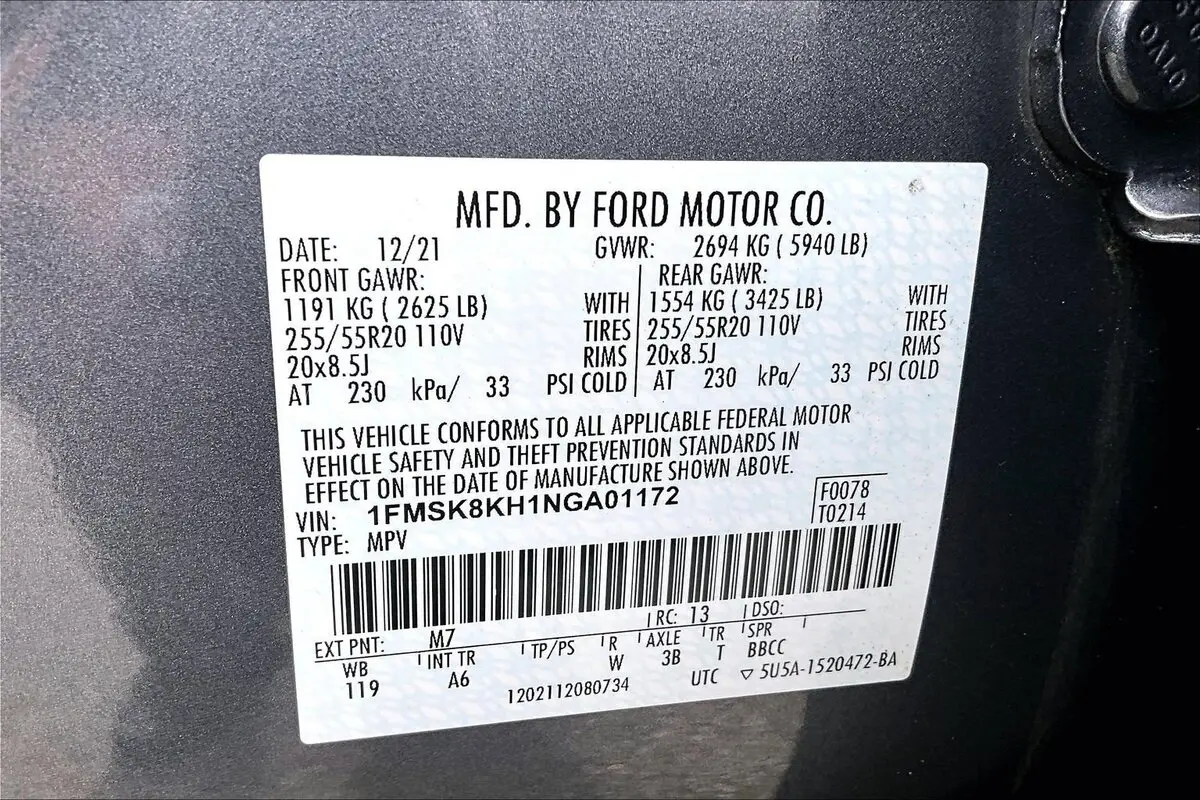 MFD. BY FORD MOTOR CO.
DATE: 12/21 GVWR: 2694 KG ( 5940 LB)
FRONT GAWR: REAR GAWR:
1191 KG ( 2625 LB) WITH 1554 KG ( 3425 LB) WITH
255/55R20 110V TIRES 255/55R20 110V TIRES
20x8.5J RIMS 20x8.5J RIMS
AT 230 kPa/ 33 PSI COLD AT 230 kPa/ 33 PSI COLD
THIS VEHICLE CONFORMS TO ALL APPLICABLE FEDERAL MOTOR
VEHICLE SAFETY AND THEFT PREVENTION STANDARDS IN
EFFECT ON THE DATE OF MANUFACTURE SHOWN ABOVE.
VIN: 1FMSK8KH1NGA01172 F0078
TYPE: MPV T0214
EXT PNT: M7 RC: 13 DSO:
WB INT TR TP/PS R AXLE TR SPR
119 A6 W 3B T BBCC
1202112080734 UTC ▽ 5U5A-1520472-BA